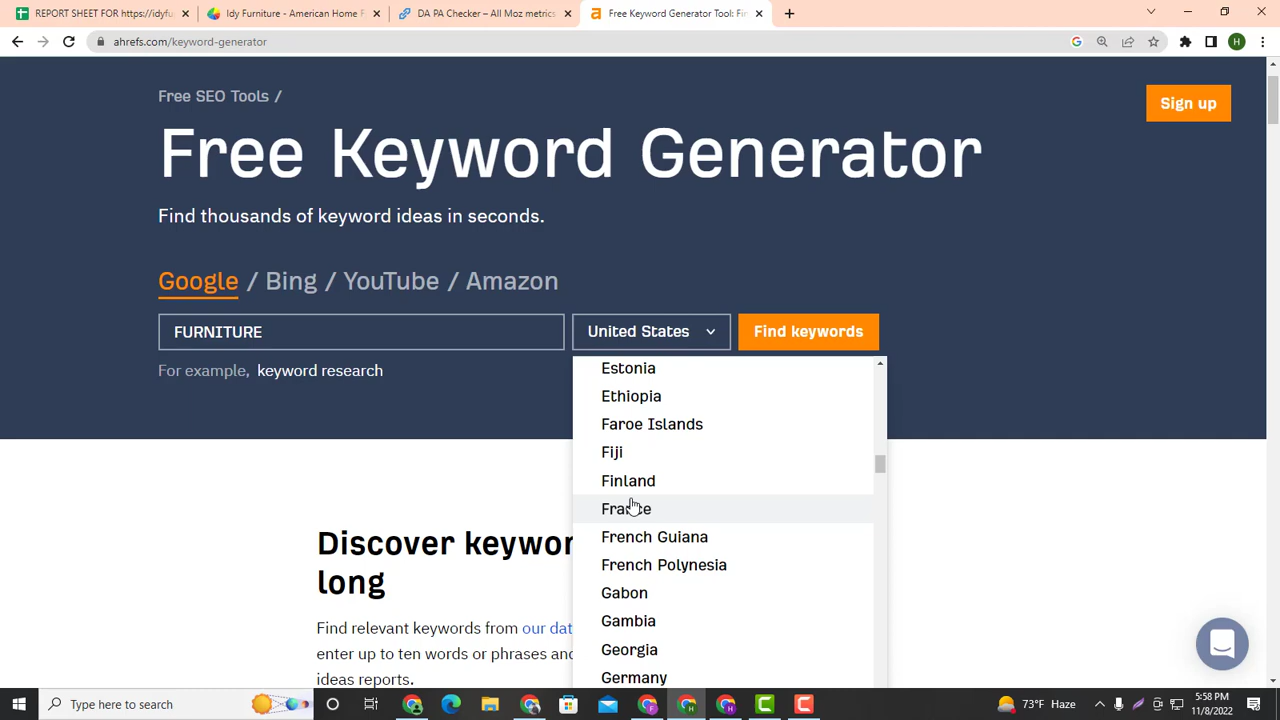 REPORT SHEET FOR https://idyfu
Idy Furniture - American Home F
DA PA Checker – All Moz metrics
Free Keyword Generator Tool: Fin
ahrefs.com/keyword-generator
H
Free SEO Tools /
Sign up
Free Keyword Generator
Find thousands of keyword ideas in seconds.
Google / Bing / YouTube / Amazon
FURNITURE
United States
Find keywords
For example, keyword research
Estonia
Ethiopia
Faroe Islands
Fiji
Finland
France
French Guiana
French Polynesia
Gabon
Gambia
Georgia
Germany
Discover keywor
long
Find relevant keywords from our dat
enter up to ten words or phrases and
ideas reports.
Type here to search
73°F Haze
5:58 PM
11/8/2022